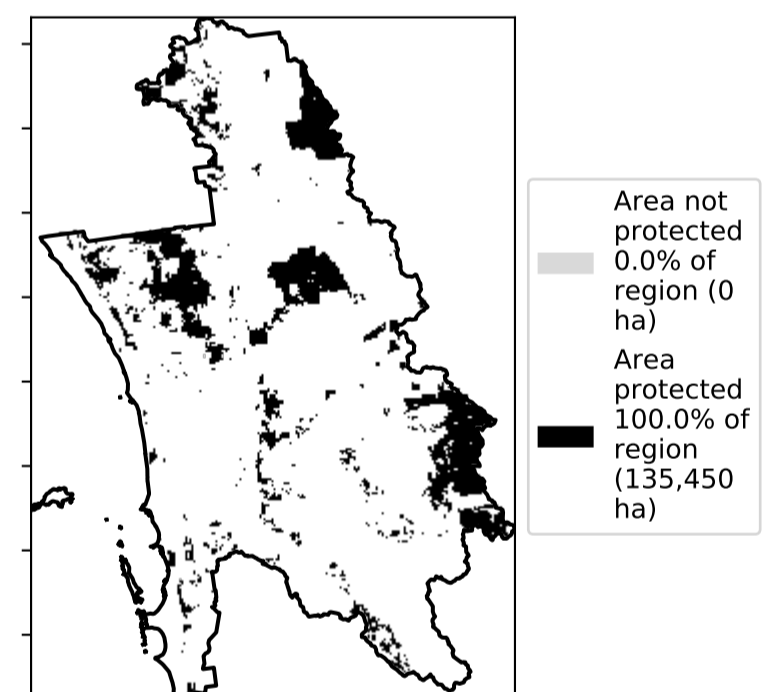 Area not
protected
0.0% of
region (0
ha)
Area
protected
100.0% of
region
(135,450
ha)